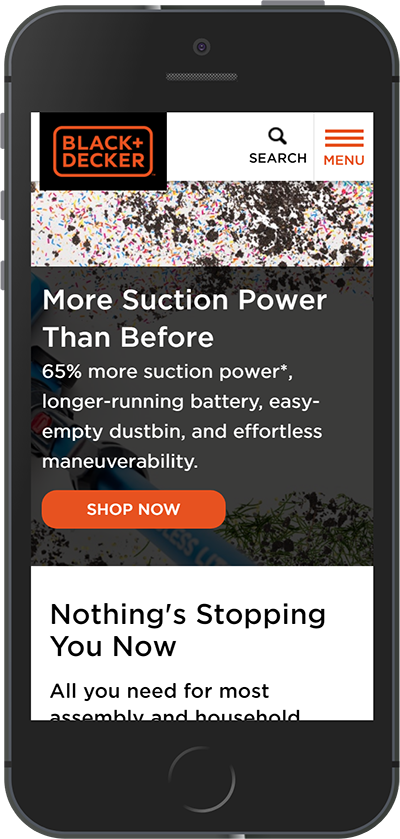 BLACK+
DECKER
SEARCH
MENU
More Suction Power
Than Before
65% more suction power*,
longer-running battery, easy-
empty dustbin, and effortless
maneuverability.
SHOP NOW
Nothing's Stopping
You Now
All you need for most
assembly and household